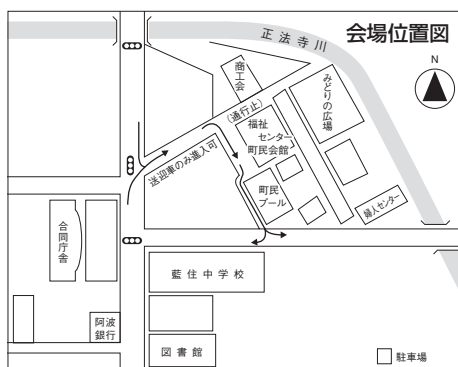 会場位置図
正法寺川
N
商工会
みどりの広場
(通行止)
福祉
センター
町民会館
送迎車のみ進入可
町民
プール
婦人センター
合同庁舎
藍住中学校
阿波
銀行
図書館
駐車場